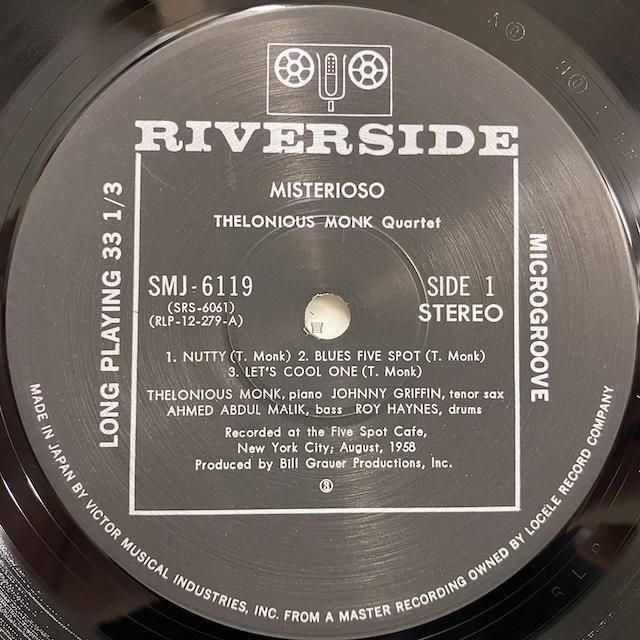 RIVERSIDE
MISTERIOSO
THELONIOUS MONK Quartet
LONG PLAYING 33 1/3
MICROGROOVE
SMJ-6119
(SRS-6061)
(RLP-12-279-A)
SIDE 1
STEREO
1. NUTTY (T. Monk) 2. BLUES FIVE SPOT (T. Monk)
3. LET'S COOL ONE (T. Monk)
THELONIOUS MONK, piano JOHNNY GRIFFIN, tenor sax
AHMED ABDUL MALIK, bass ROY HAYNES, drums
Recorded at the Five Spot Cafe,
New York City; August, 1958
Produced by Bill Grauer Productions, Inc.
MADE IN JAPAN BY VICTOR MUSICAL INDUSTRIES, INC. FROM A MASTER RECORDING OWNED BY LOCELE RECORD COMPANY
RLP